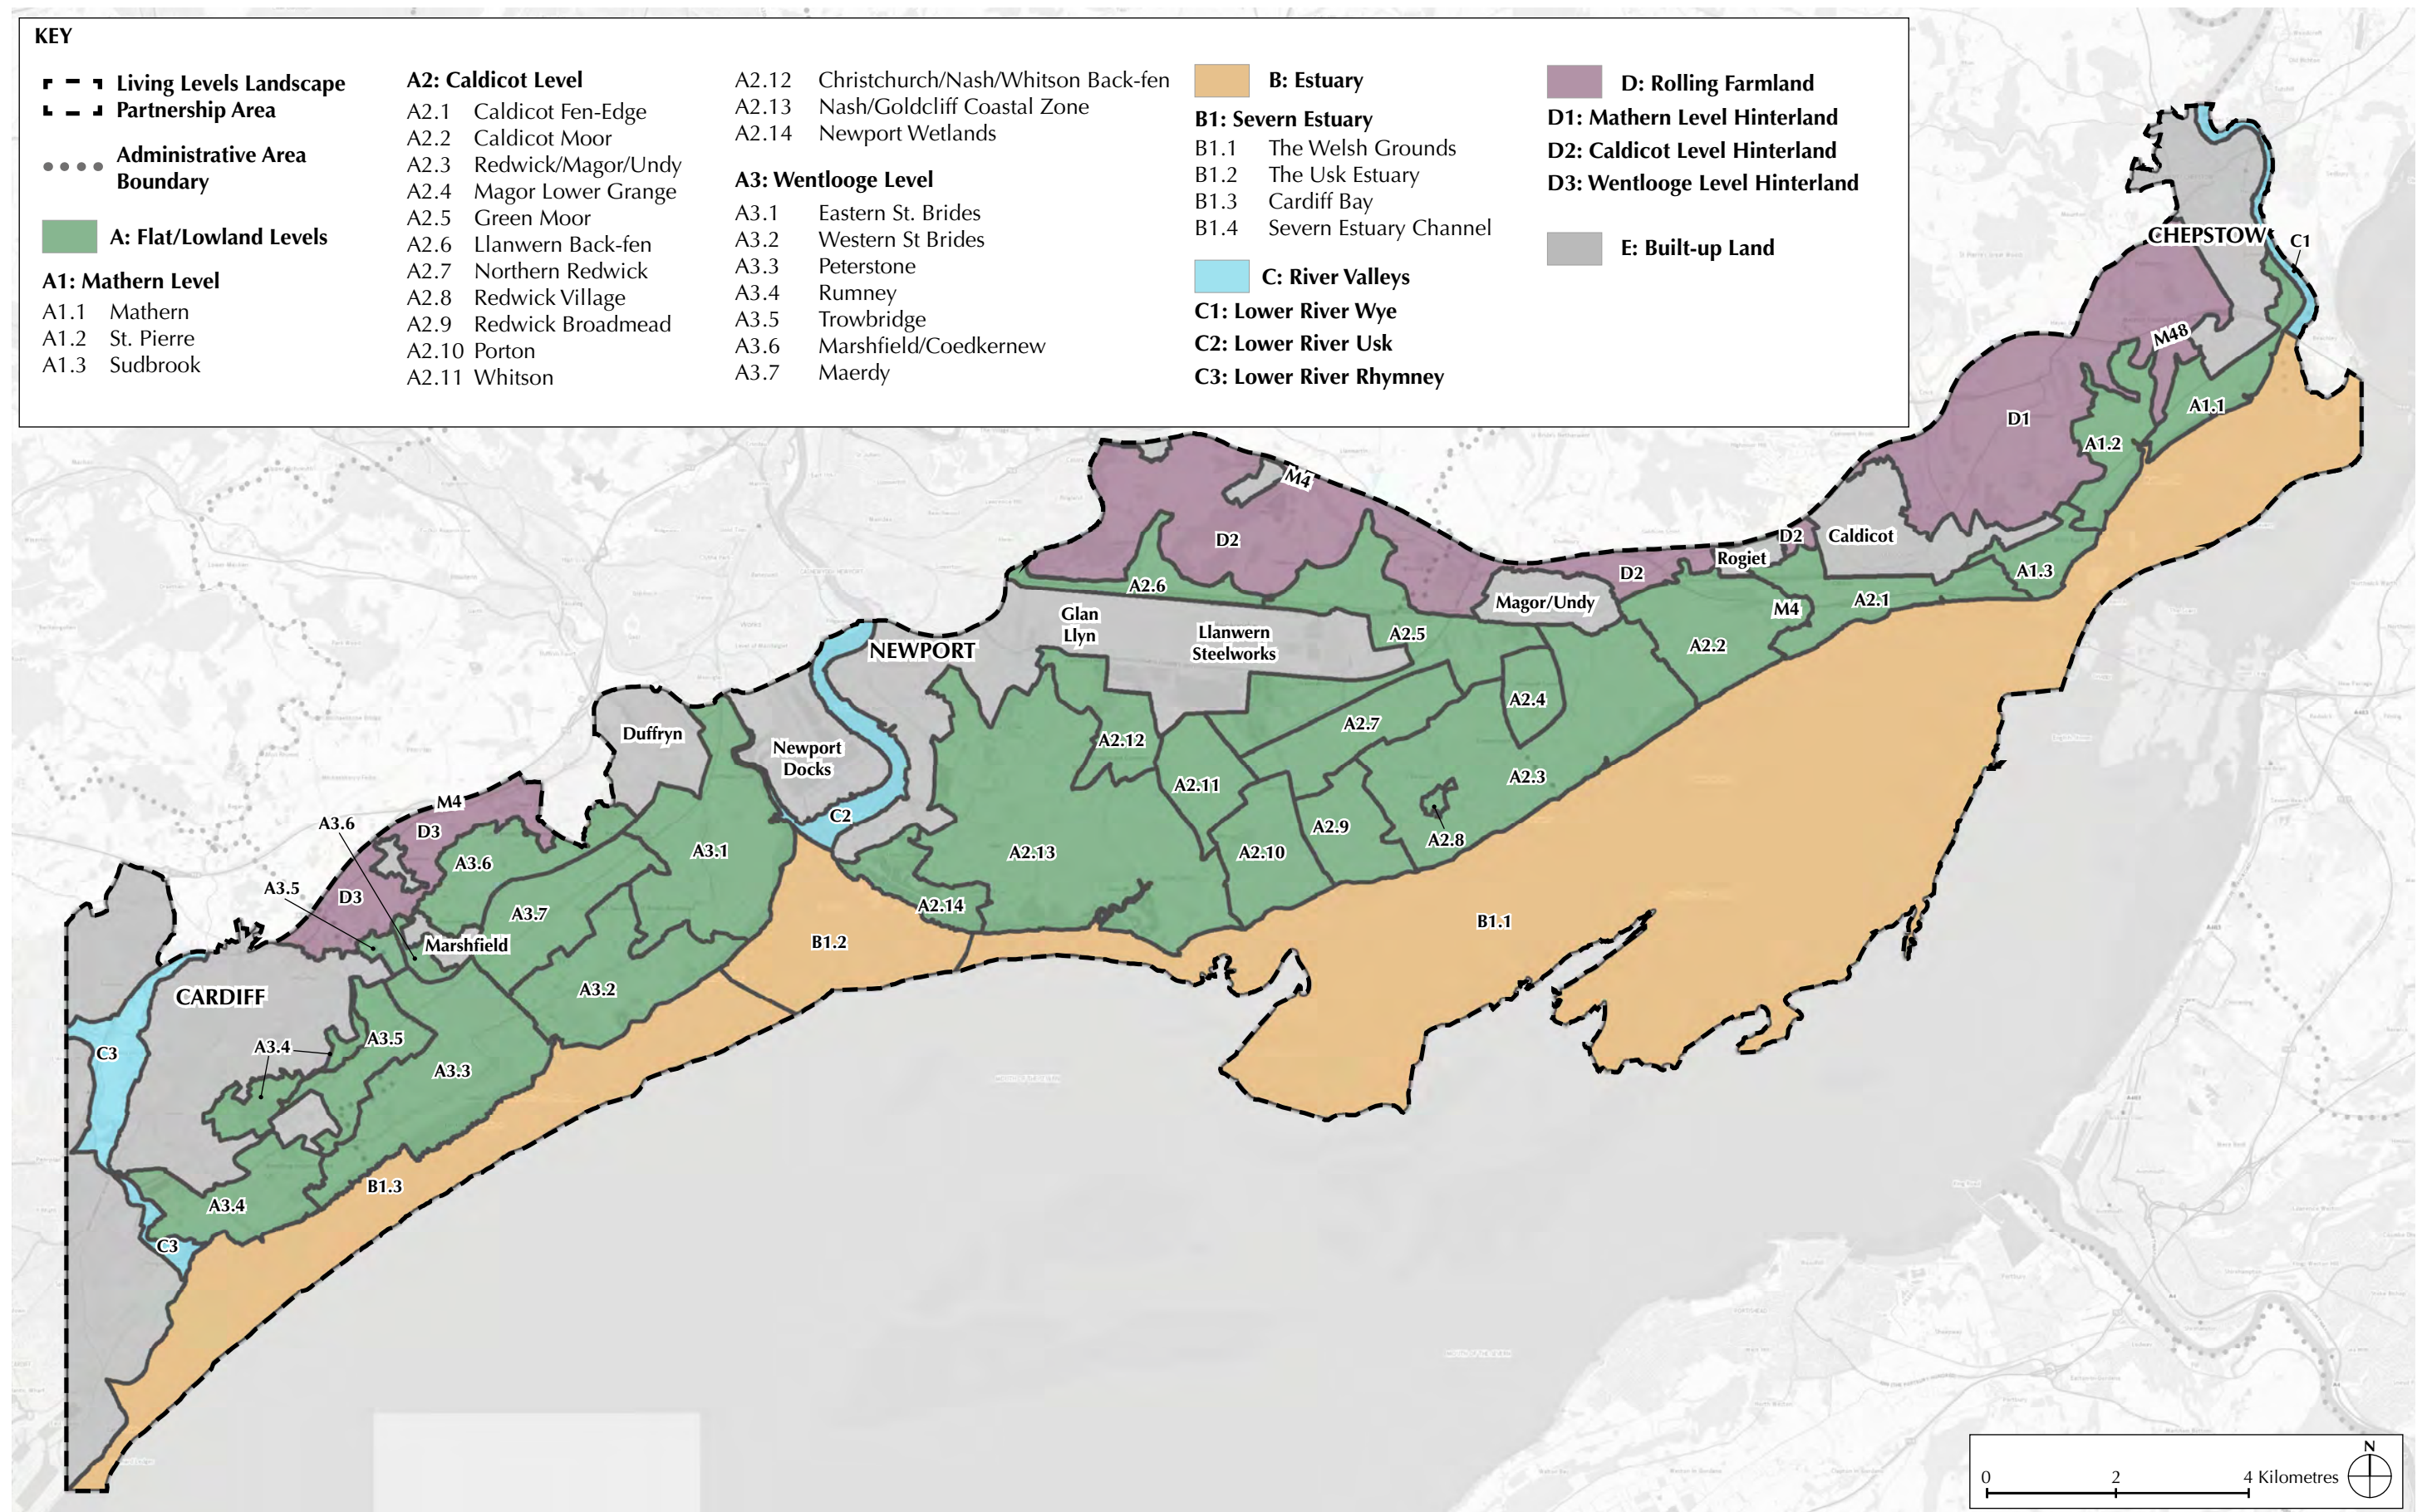 KEY
Living Levels Landscape
Partnership Area
Administrative Area
Boundary
A: Flat/Lowland Levels
A1: Mathern Level
A1.1 Mathern
A1.2 St. Pierre
A1.3 Sudbrook
A2: Caldicot Level
A2.1 Caldicot Fen-Edge
A2.2 Caldicot Moor
A2.3 Redwick/Magor/Undy
A2.4 Magor Lower Grange
A2.5 Green Moor
A2.6 Llanwern Back-fen
A2.7 Northern Redwick
A2.8 Redwick Village
A2.9 Redwick Broadmead
A2.10 Porton
A2.11 Whitson
A2.12 Christchurch/Nash/Whitson Back-fen
A2.13 Nash/Goldcliff Coastal Zone
A2.14 Newport Wetlands
A3: Wentlooge Level
A3.1 Eastern St. Brides
A3.2 Western St Brides
A3.3 Peterstone
A3.4 Rumney
A3.5 Trowbridge
A3.6 Marshfield/Coedkernew
A3.7 Maerdy
B: Estuary
B1: Severn Estuary
B1.1 The Welsh Grounds
B1.2 The Usk Estuary
B1.3 Cardiff Bay
B1.4 Severn Estuary Channel
C: River Valleys
C1: Lower River Wye
C2: Lower River Usk
C3: Lower River Rhymney
D: Rolling Farmland
D1: Mathern Level Hinterland
D2: Caldicot Level Hinterland
D3: Wentlooge Level Hinterland
E: Built-up Land
CHEPSTOW
C1
M48
A1.1
D1
A1.2
M4
D2
D2
Caldicot
Rogiet
D2
A1.3
A2.6
Magor/Undy
M4
A2.1
Glan
Llyn
Llanwern
Steelworks
A2.5
A2.2
NEWPORT
A2.4
A2.7
Duffryn
Newport
Docks
A2.12
A2.11
A2.3
M4
C2
A2.9
A2.8
A3.6
D3
A3.6
A3.1
A2.13
A2.10
A3.5
D3
A3.7
A2.14
B1.1
Marshfield
B1.2
A3.2
CARDIFF
C3
A3.4
A3.5
A3.3
B1.3
A3.4
C3
0 2 4 Kilometres
N